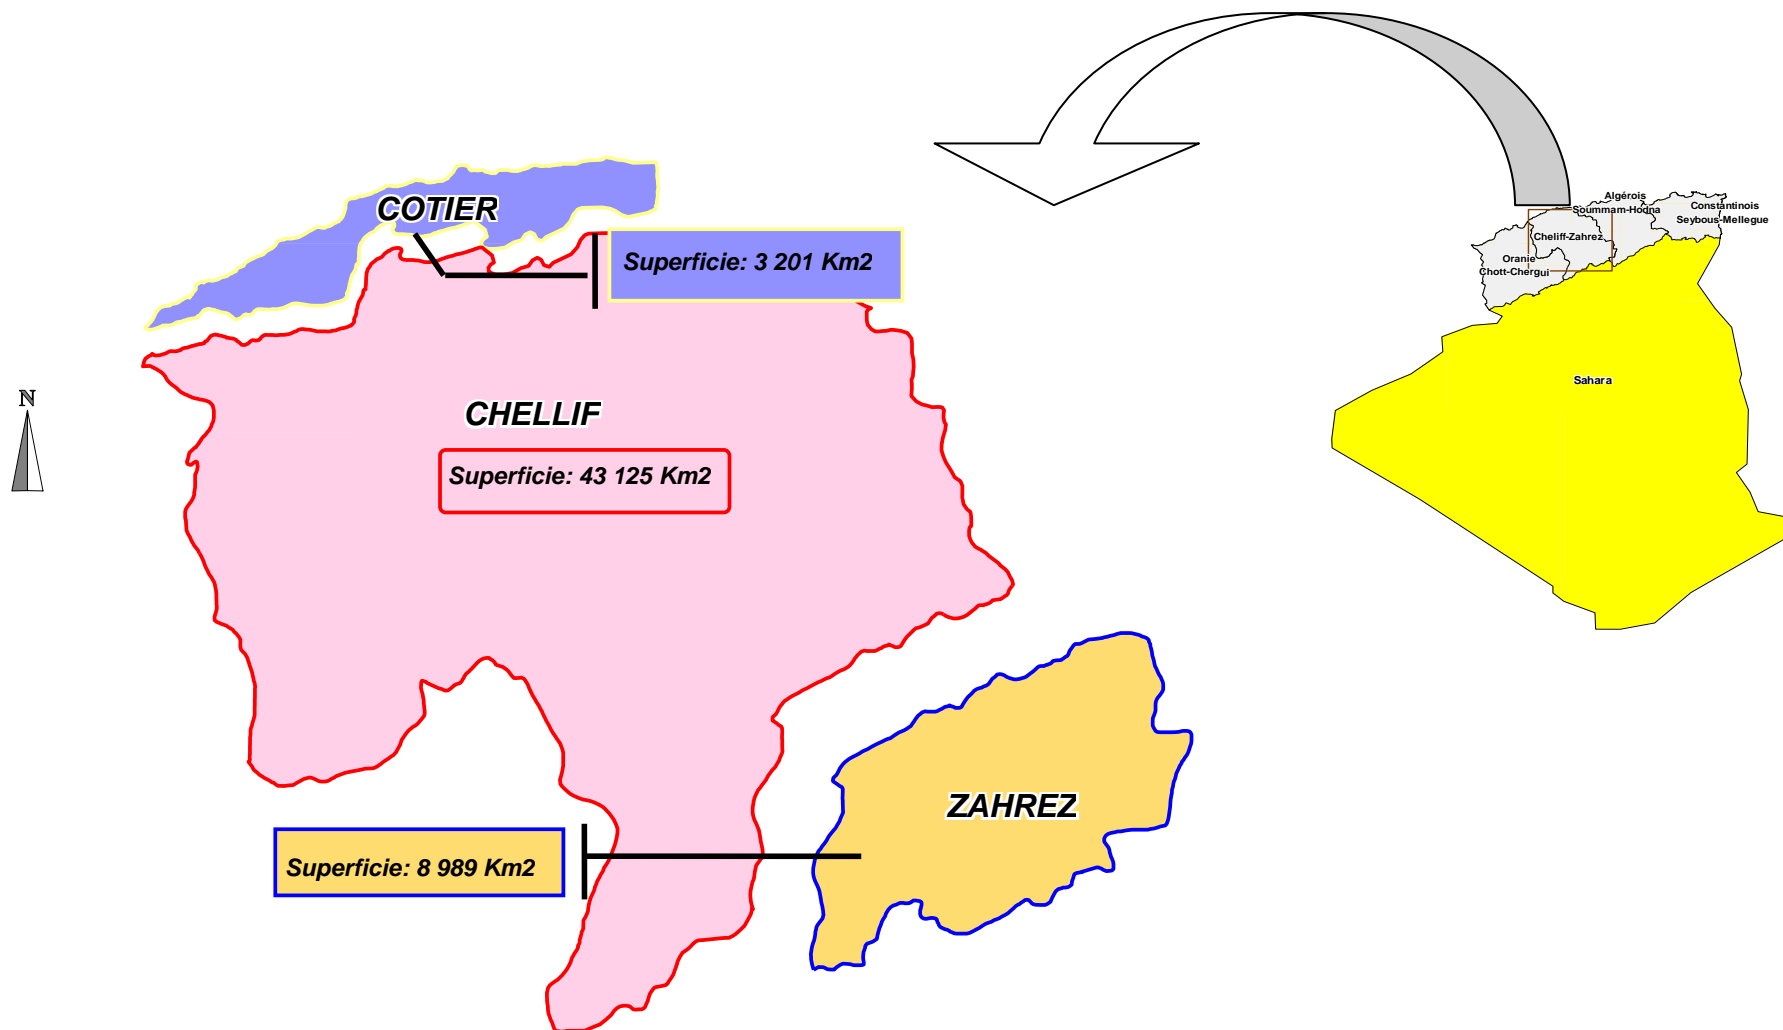 COTIER
Superficie: 3 201 Km2
N
CHELLIF
Superficie: 43 125 Km2
ZAHREZ
Superficie: 8 989 Km2
Algérois
Soummam-Hodna
Constantinois
Seybous-Mellegue
Cheliff-Zahrez
Oranie
Chott-Chergui
Sahara